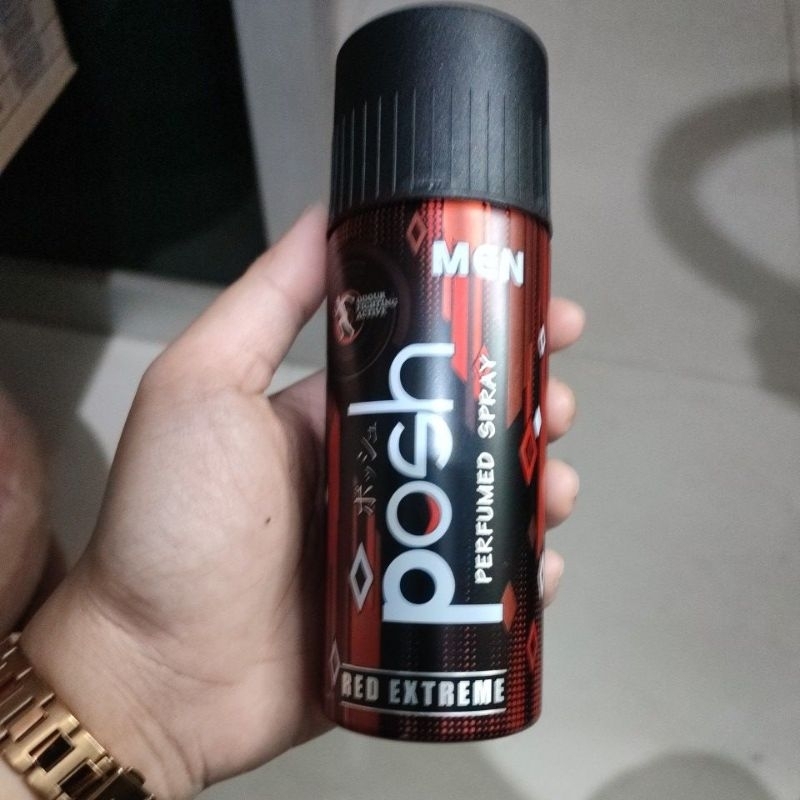 MEN
ODOUR
FIGHTING
ACTIVE
posh
ポッシュ
PERFUMED SPRAY
RED EXTREME